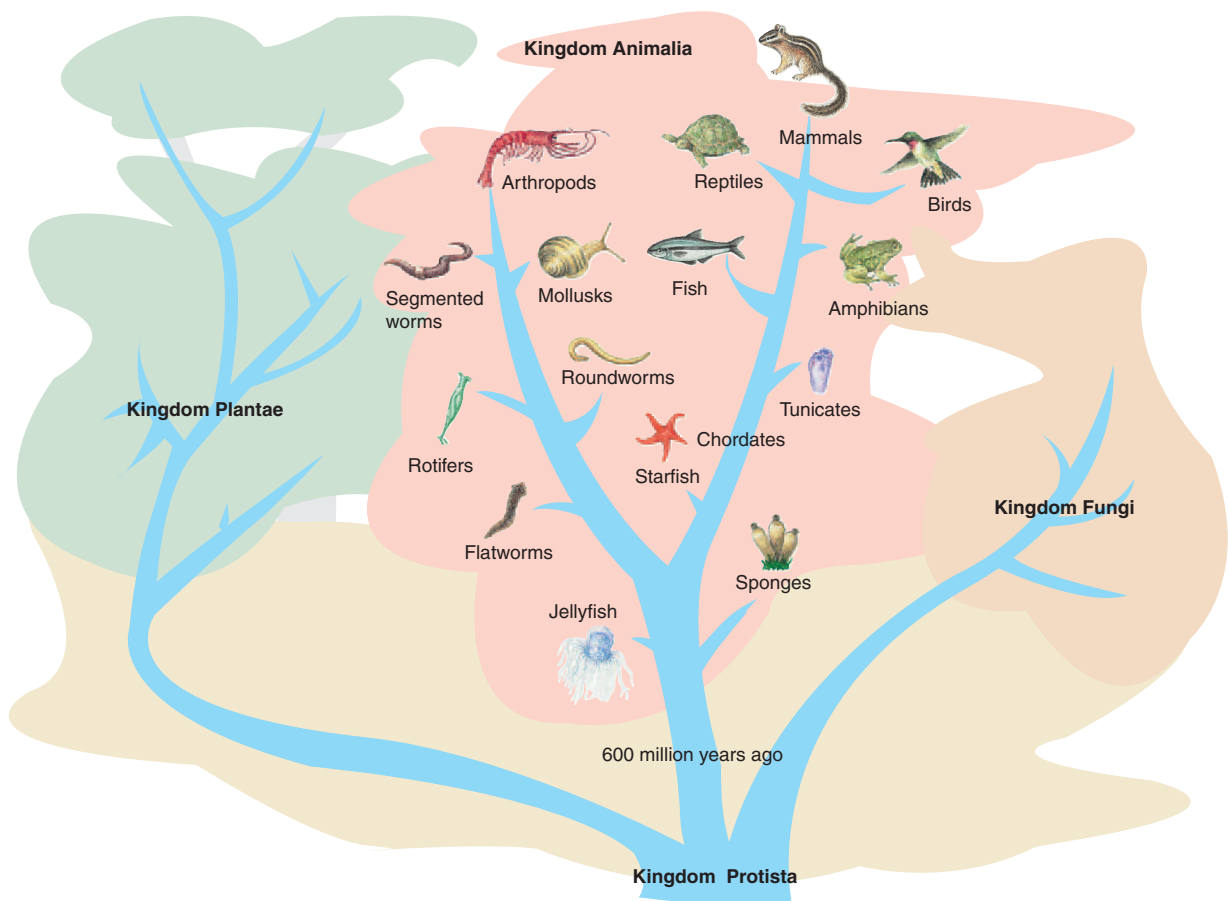 Kingdom Animalia
Mammals
Arthropods
Reptiles
Birds
Segmented
worms
Mollusks
Fish
Amphibians
Roundworms
Tunicates
Kingdom Plantae
Chordates
Rotifers
Starfish
Kingdom Fungi
Flatworms
Sponges
Jellyfish
600 million years ago
Kingdom Protista